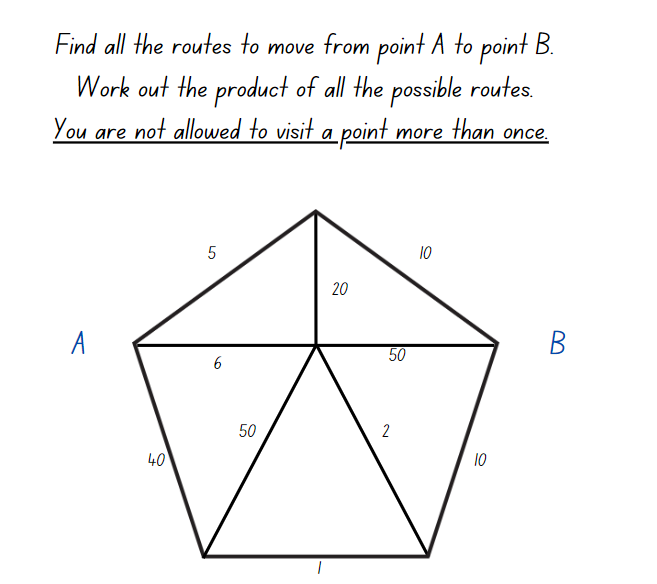 Find all the routes to move from point A to point B.
Work out the product of all the possible routes.
You are not allowed to visit a point more than once.
5
10
20
A
B
6
50
50
2
40
10
1